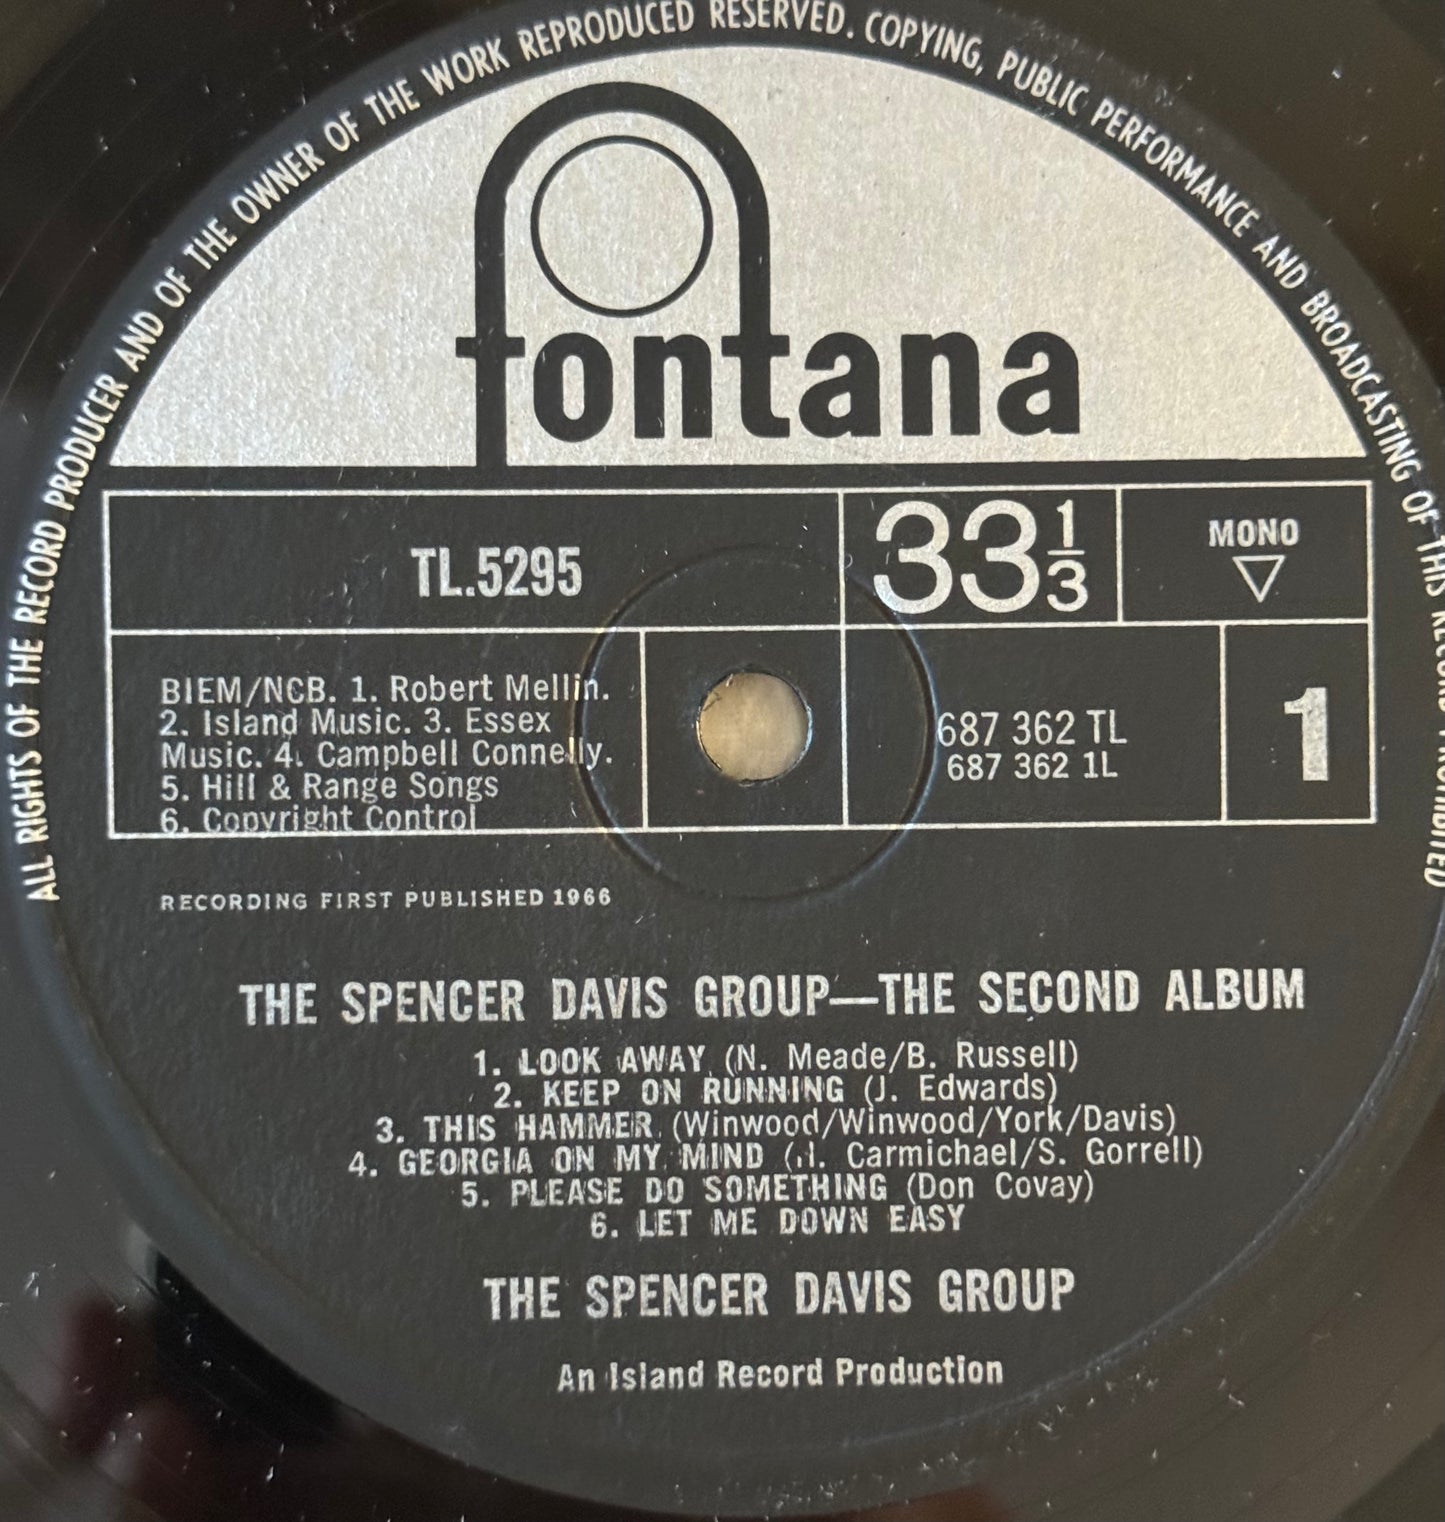 ALL RIGHTS OF THE RECORD PRODUCER AND OF THE OWNER OF THE WORK REPRODUCED RESERVED. COPYING, PUBLIC PERFORMANCE AND BROADCASTING OF THIS RECORD PROHIBITED
fontana
TL.5295
33 1/3
MONO
BIEM/NCB. 1. Robert Mellin.
2. Island Music. 3. Essex
Music. 4. Campbell Connelly.
5. Hill & Range Songs
6. Copyright Control
687 362 TL
687 362 1L
1
RECORDING FIRST PUBLISHED 1966
THE SPENCER DAVIS GROUP—THE SECOND ALBUM
1. LOOK AWAY (N. Meade/B. Russell)
2. KEEP ON RUNNING (J. Edwards)
3. THIS HAMMER (Winwood/Winwood/York/Davis)
4. GEORGIA ON MY MIND (H. Carmichael/S. Gorrell)
5. PLEASE DO SOMETHING (Don Covay)
6. LET ME DOWN EASY
THE SPENCER DAVIS GROUP
An Island Record Production